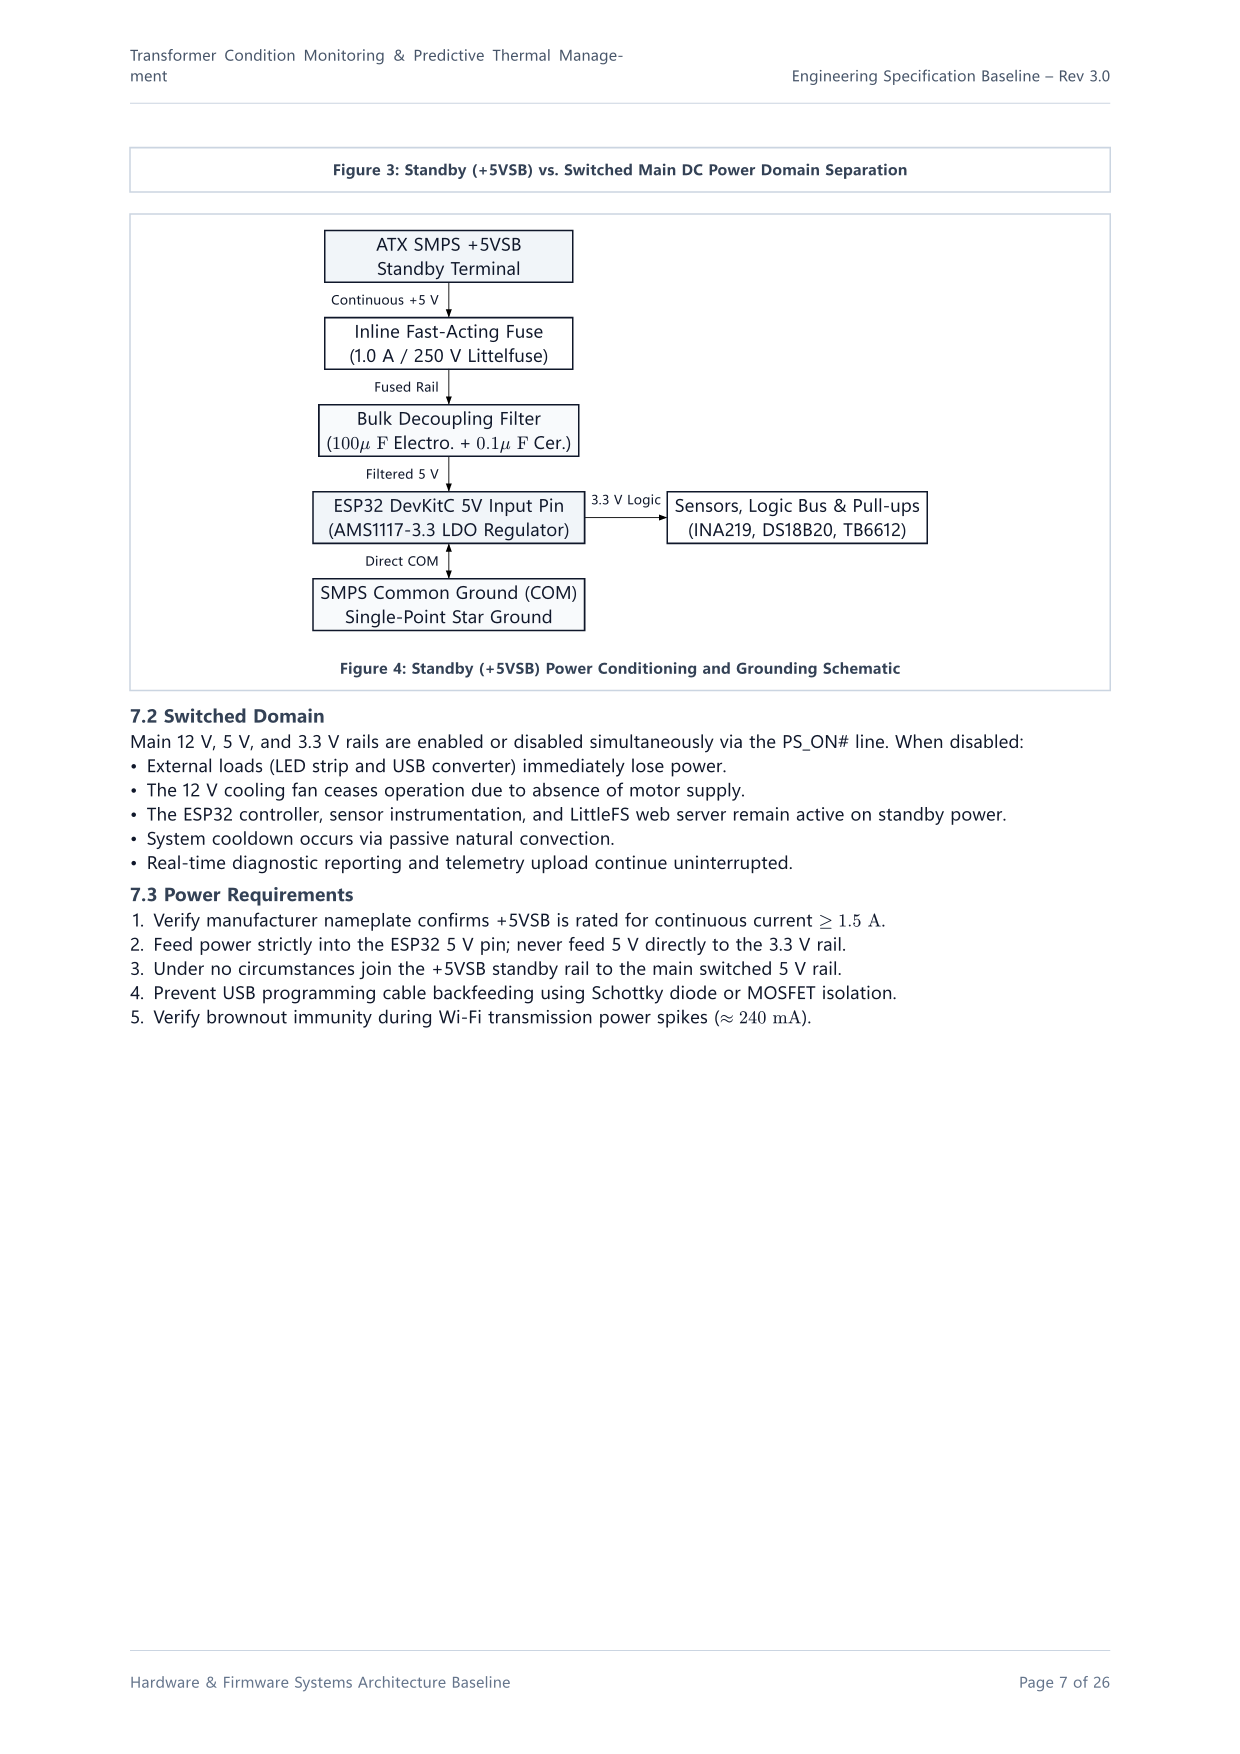 Transformer Condition Monitoring & Predictive Thermal Manage-
ment
Engineering Specification Baseline – Rev 3.0
Figure 3: Standby (+5VSB) vs. Switched Main DC Power Domain Separation
ATX SMPS +5VSB
Standby Terminal
Continuous +5 V
Inline Fast-Acting Fuse
(1.0 A / 250 V Littelfuse)
Fused Rail
Bulk Decoupling Filter
(100μ F Electro. + 0.1μ F Cer.)
Filtered 5 V
ESP32 DevKitC 5V Input Pin
(AMS1117-3.3 LDO Regulator)
3.3 V Logic
Sensors, Logic Bus & Pull-ups
(INA219, DS18B20, TB6612)
Direct COM
SMPS Common Ground (COM)
Single-Point Star Ground
Figure 4: Standby (+5VSB) Power Conditioning and Grounding Schematic
7.2 Switched Domain
Main 12 V, 5 V, and 3.3 V rails are enabled or disabled simultaneously via the PS_ON# line. When disabled:
• External loads (LED strip and USB converter) immediately lose power.
• The 12 V cooling fan ceases operation due to absence of motor supply.
• The ESP32 controller, sensor instrumentation, and LittleFS web server remain active on standby power.
• System cooldown occurs via passive natural convection.
• Real-time diagnostic reporting and telemetry upload continue uninterrupted.
7.3 Power Requirements
1. Verify manufacturer nameplate confirms +5VSB is rated for continuous current ≥ 1.5 A.
2. Feed power strictly into the ESP32 5 V pin; never feed 5 V directly to the 3.3 V rail.
3. Under no circumstances join the +5VSB standby rail to the main switched 5 V rail.
4. Prevent USB programming cable backfeeding using Schottky diode or MOSFET isolation.
5. Verify brownout immunity during Wi-Fi transmission power spikes (≈ 240 mA).
Hardware & Firmware Systems Architecture Baseline
Page 7 of 26